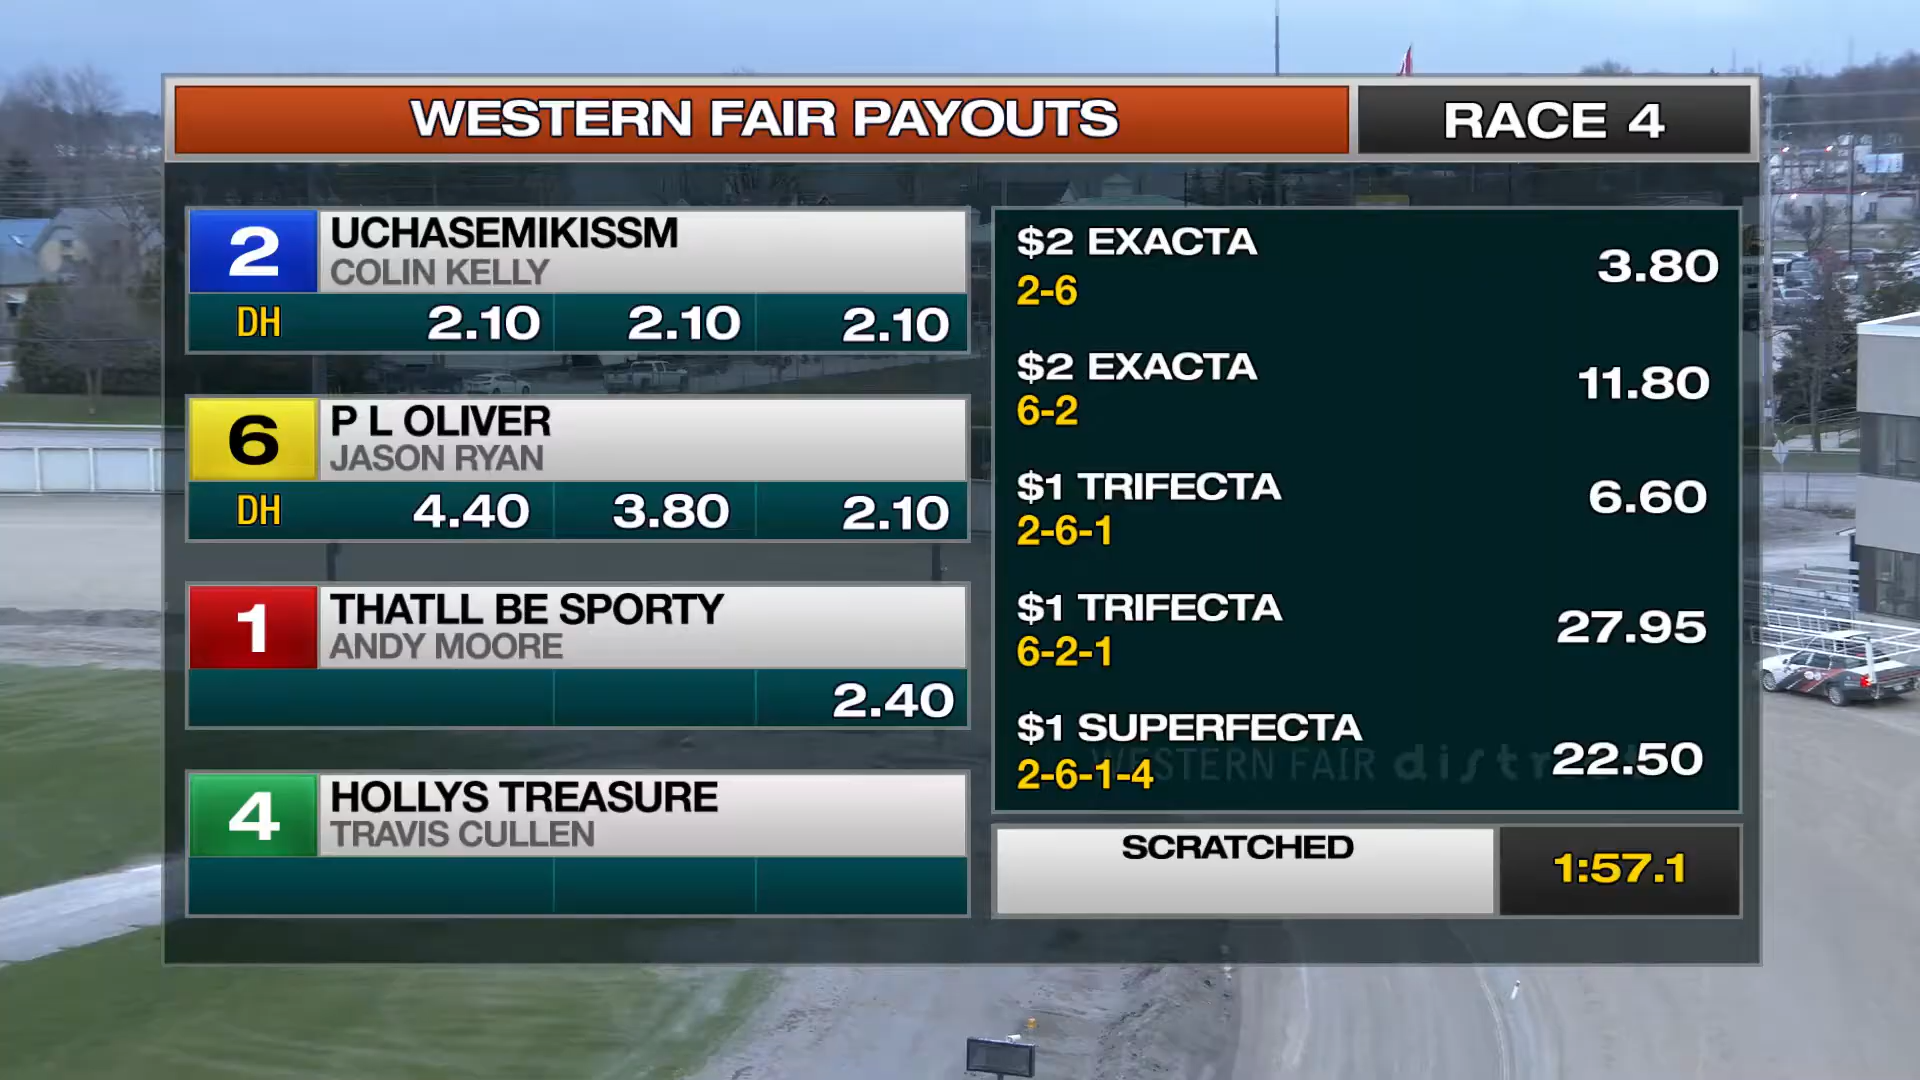 WESTERN FAIR PAYOUTS
RACE 4
2
UCHASEMIKISSM
COLIN KELLY
DH 2.10 2.10 2.10
6
P L OLIVER
JASON RYAN
DH 4.40 3.80 2.10
1
THATLL BE SPORTY
ANDY MOORE
2.40
4
HOLLYS TREASURE
TRAVIS CULLEN
$2 EXACTA
2-6
3.80
$2 EXACTA
6-2
11.80
$1 TRIFECTA
2-6-1
6.60
$1 TRIFECTA
6-2-1
27.95
$1 SUPERFECTA
2-6-1-4
22.50
WESTERN FAIR
SCRATCHED
1:57.1